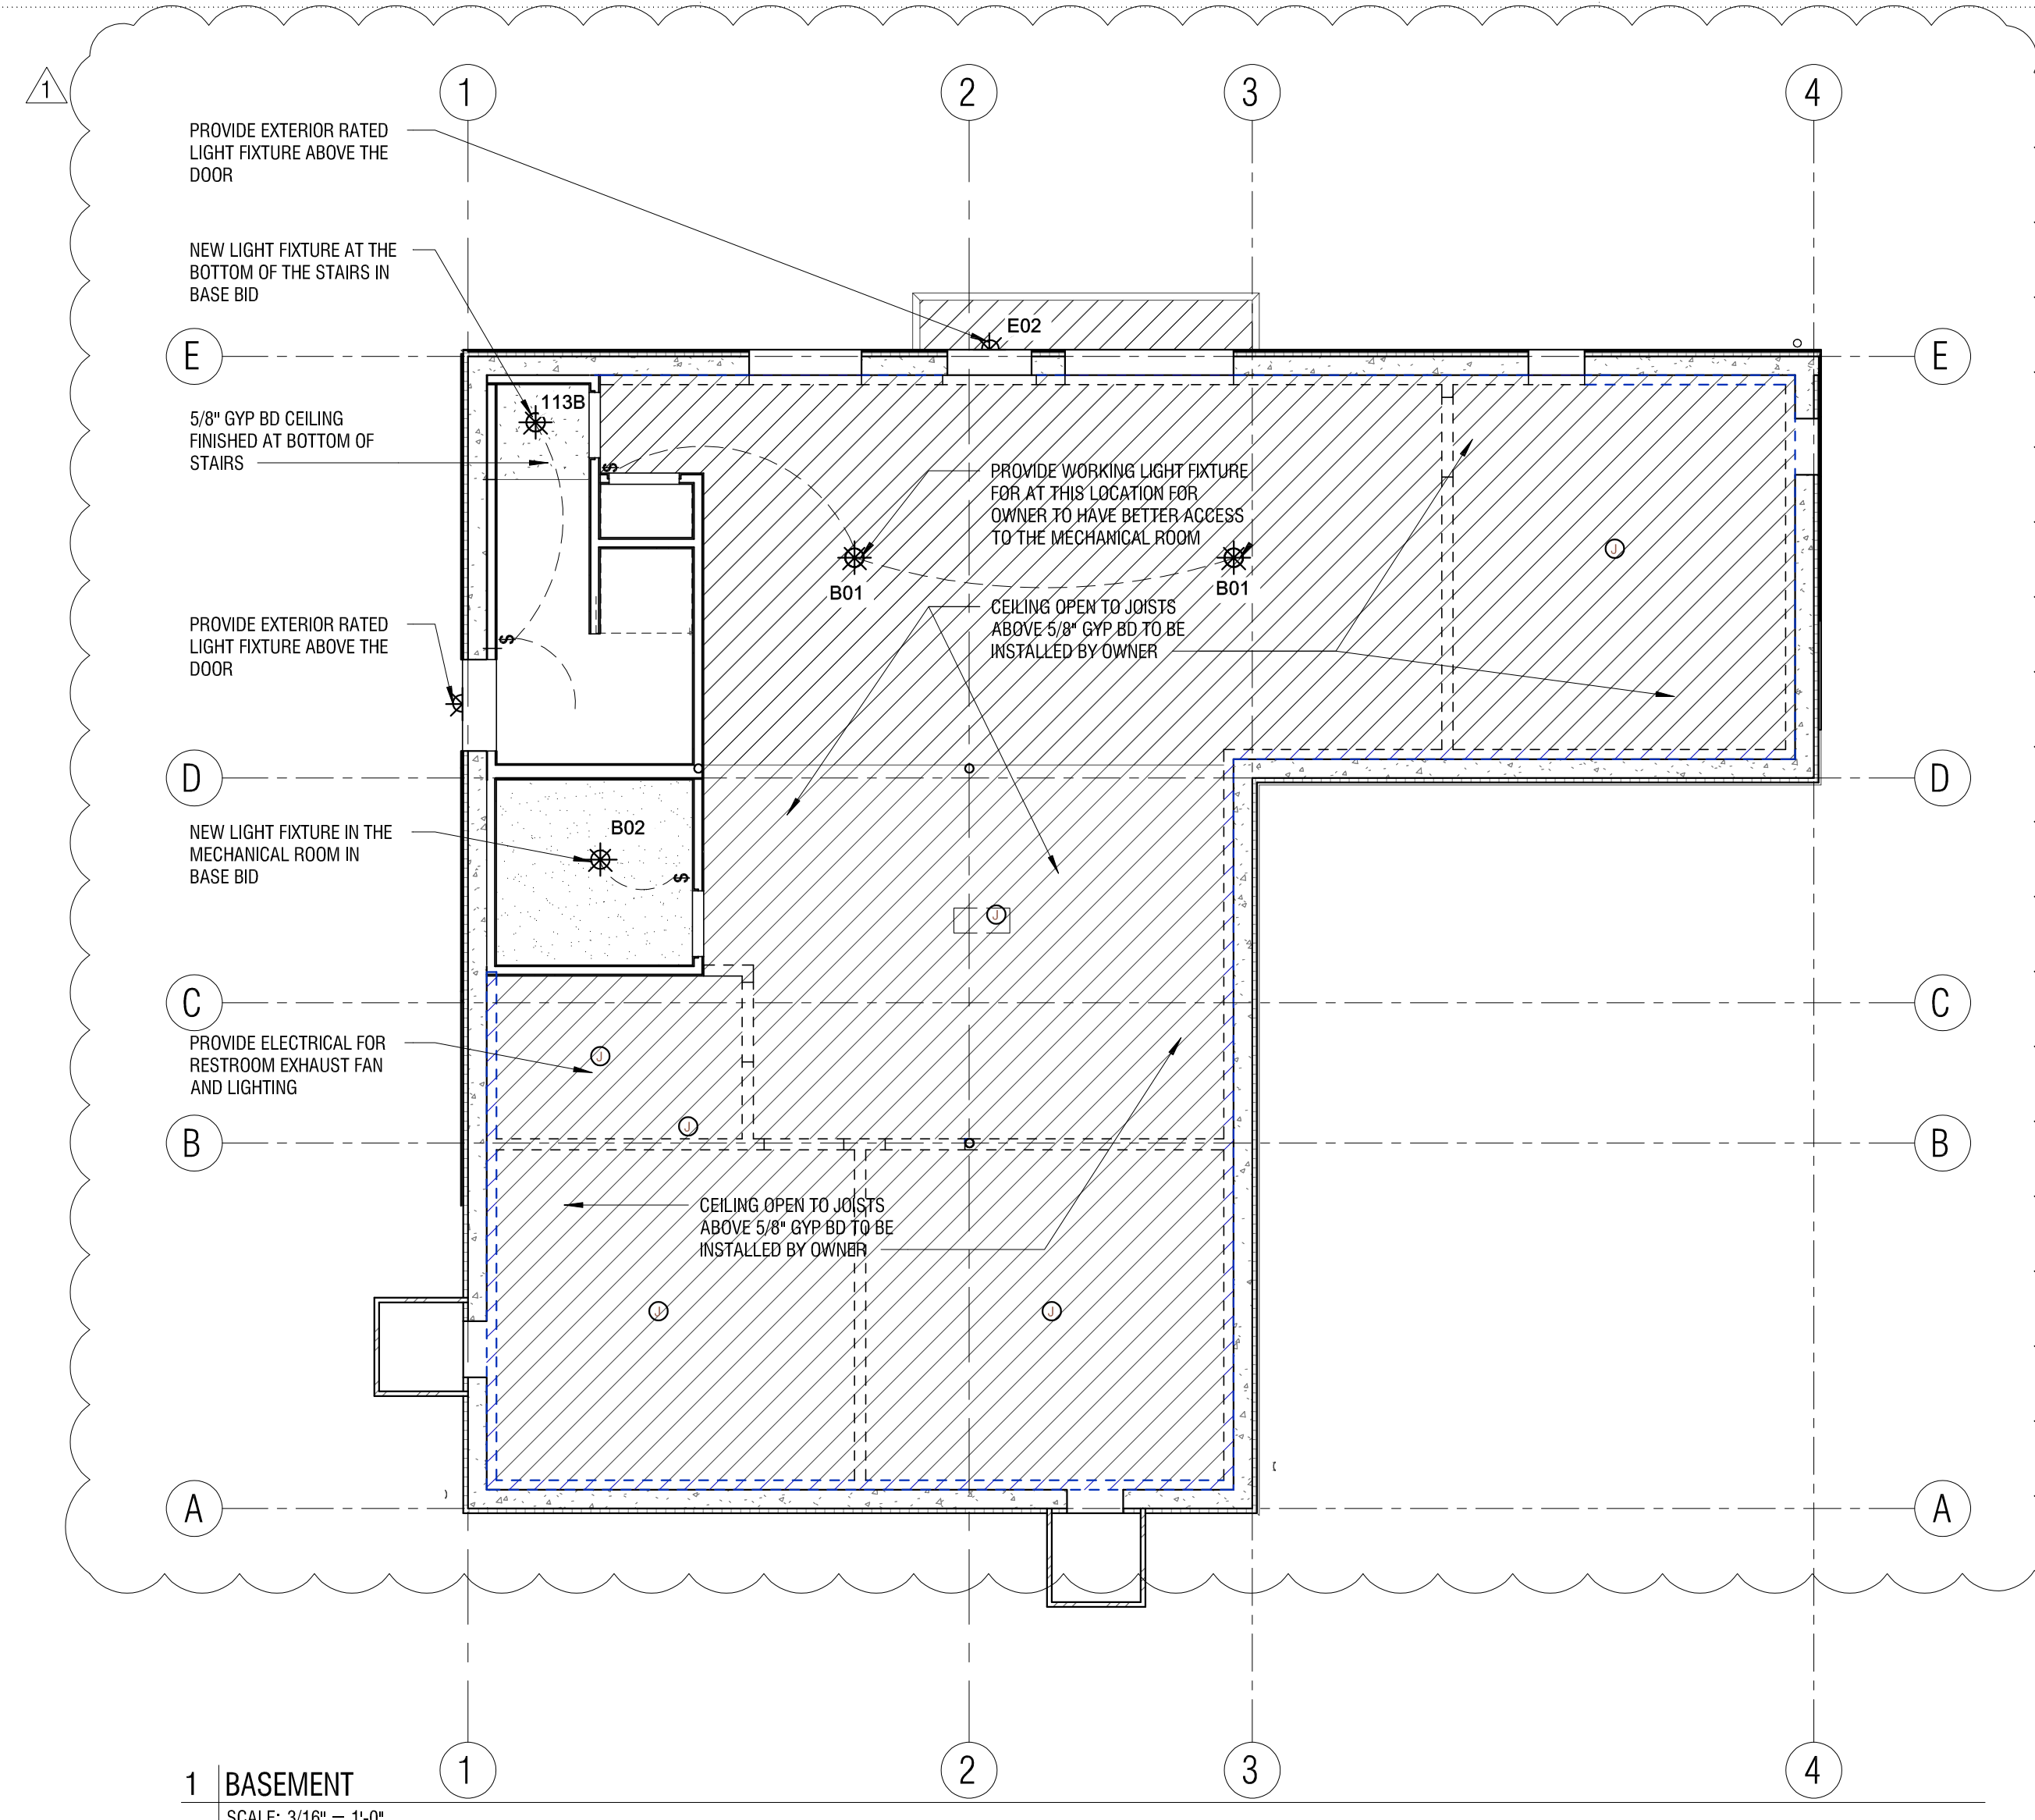 1
1
2
3
4
PROVIDE EXTERIOR RATED
LIGHT FIXTURE ABOVE THE
DOOR
NEW LIGHT FIXTURE AT THE
BOTTOM OF THE STAIRS IN
BASE BID
E02
E
E
113B
5/8" GYP BD CEILING
FINISHED AT BOTTOM OF
STAIRS
S
PROVIDE WORKING LIGHT FIXTURE
FOR AT THIS LOCATION FOR
OWNER TO HAVE BETTER ACCESS
TO THE MECHANICAL ROOM
J
B01
B01
CEILING OPEN TO JOISTS
ABOVE 5/8" GYP BD TO BE
INSTALLED BY OWNER
PROVIDE EXTERIOR RATED
LIGHT FIXTURE ABOVE THE
DOOR
S
D
D
NEW LIGHT FIXTURE IN THE
MECHANICAL ROOM IN
BASE BID
B02
S
J
C
C
PROVIDE ELECTRICAL FOR
RESTROOM EXHAUST FAN
AND LIGHTING
J
J
B
B
CEILING OPEN TO JOISTS
ABOVE 5/8" GYP BD TO BE
INSTALLED BY OWNER
J
J
A
A
1
2
3
4
1 BASEMENT
SCALE: 3/16" = 1'-0"